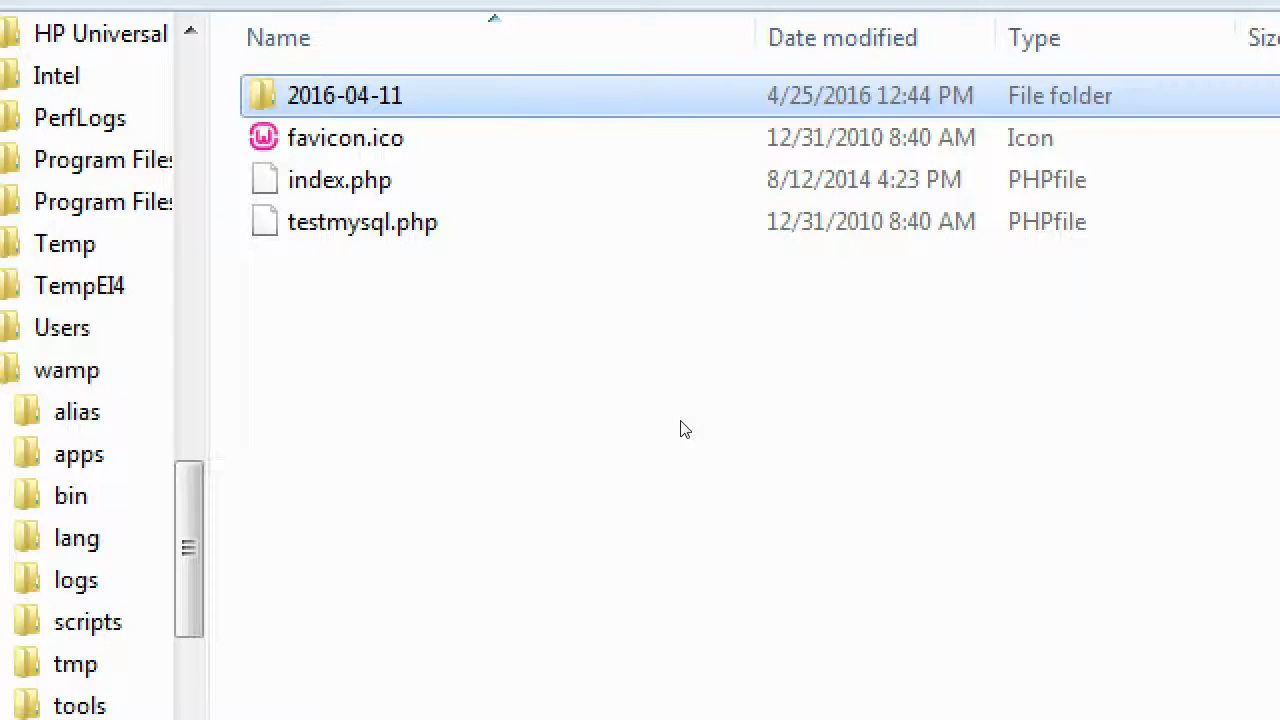 HP Universal
Intel
PerfLogs
Program Files
Program Files
Temp
TempEI4
Users
wamp
alias
apps
bin
lang
logs
scripts
tmp
tools
Name Date modified Type Siz
2016-04-11 4/25/2016 12:44 PM File folder
favicon.ico 12/31/2010 8:40 AM Icon
index.php 8/12/2014 4:23 PM PHPfile
testmysql.php 12/31/2010 8:40 AM PHPfile